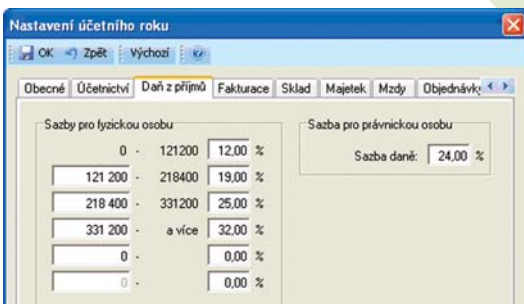 Nastavení účetního roku
OK Zpět Výchozí
Obecné Účetnictví Daň z příjmů Fakturace Sklad Majetek Mzdy Objednávky
Sazby pro fyzickou osobu
0 - 121200 12,00 %
121 200 - 218400 19,00 %
218 400 - 331200 25,00 %
331 200 - a více 32,00 %
0 - 0,00 %
0 - 0,00 %
Sazba pro právnickou osobu
Sazba daně: 24,00 %